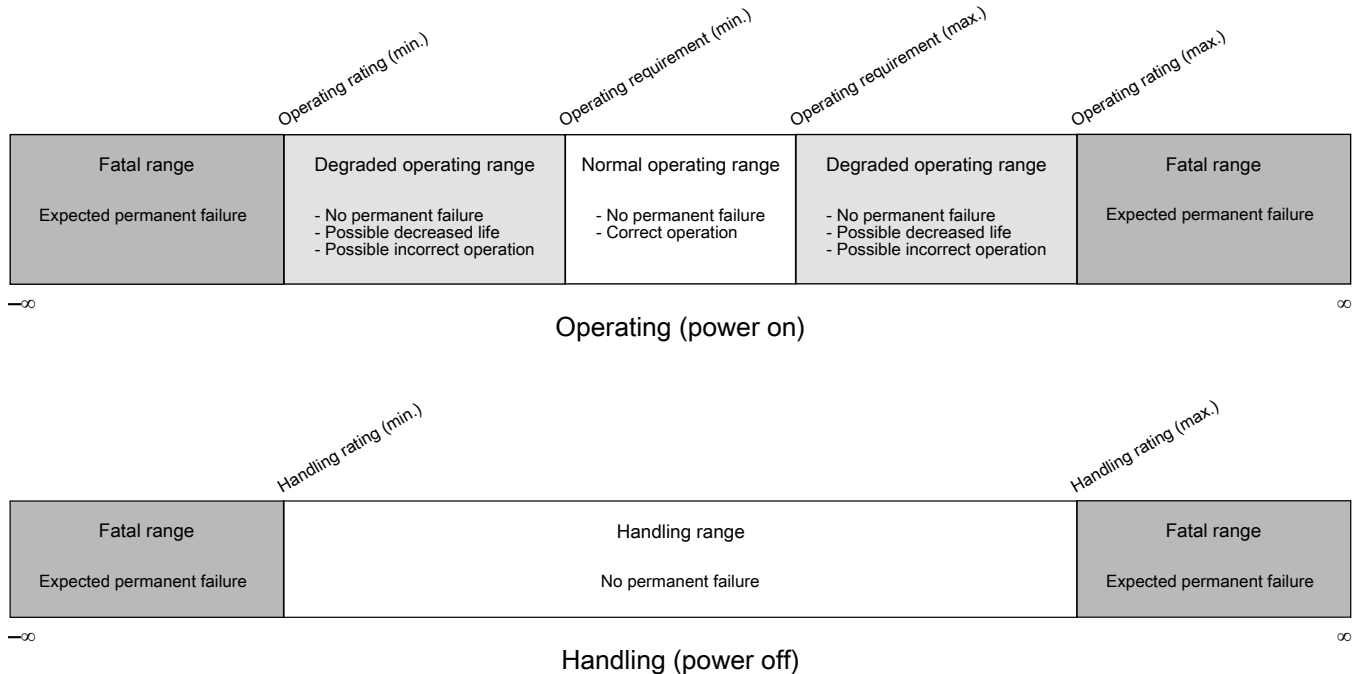 Operating rating (min.)
Operating requirement (min.)
Operating requirement (max.)
Operating rating (max.)
Fatal range
Expected permanent failure
Degraded operating range
- No permanent failure
- Possible decreased life
- Possible incorrect operation
Normal operating range
- No permanent failure
- Correct operation
Degraded operating range
- No permanent failure
- Possible decreased life
- Possible incorrect operation
Fatal range
Expected permanent failure
–∞
∞
Operating (power on)
Handling rating (min.)
Handling rating (max.)
Fatal range
Expected permanent failure
Handling range
No permanent failure
Fatal range
Expected permanent failure
–∞
∞
Handling (power off)